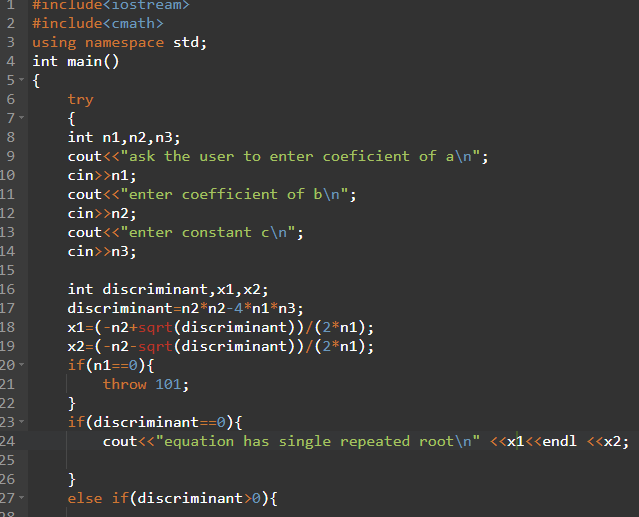 1 #include<iostream>
2 #include<cmath>
3 using namespace std;
4 int main()
5 {
6 try
7 {
8 int n1,n2,n3;
9 cout<<"ask the user to enter coeficient of a\n";
10 cin>>n1;
11 cout<<"enter coefficient of b\n";
12 cin>>n2;
13 cout<<"enter constant c\n";
14 cin>>n3;
15
16 int discriminant,x1,x2;
17 discriminant=n2*n2-4*n1*n3;
18 x1=(-n2+sqrt(discriminant))/(2*n1);
19 x2=(-n2-sqrt(discriminant))/(2*n1);
20 if(n1==0){
21 throw 101;
22 }
23 if(discriminant==0){
24 cout<<"equation has single repeated root\n" <<x1<<endl <<x2;
25
26 }
27 else if(discriminant>0){
28